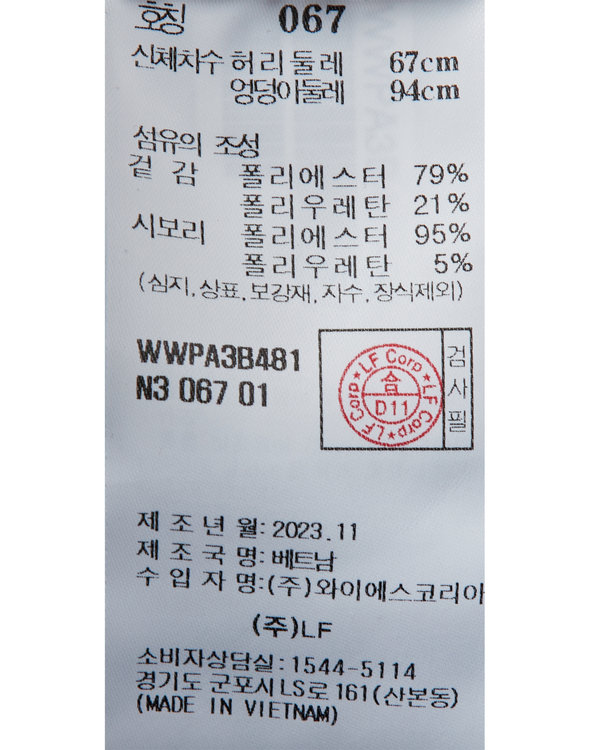 호칭 067
신체차수 허리둘레 67cm
엉덩이둘레 94cm
섬유의 조성
겉감 폴리에스터 79%
폴리우레탄 21%
시보리 폴리에스터 95%
폴리우레탄 5%
(심지,상표,보강재,자수,장식제외)
WWPA3B481
N3 067 01
검사필
LF Corp★LF Corp★LF Corp★
合
D11
제조년월:2023.11
제조국명:베트남
수입자명:(주)와이에스코리아
(주)LF
소비자상담실:1544-5114
경기도 군포시 LS로 161(산본동)
(MADE IN VIETNAM)